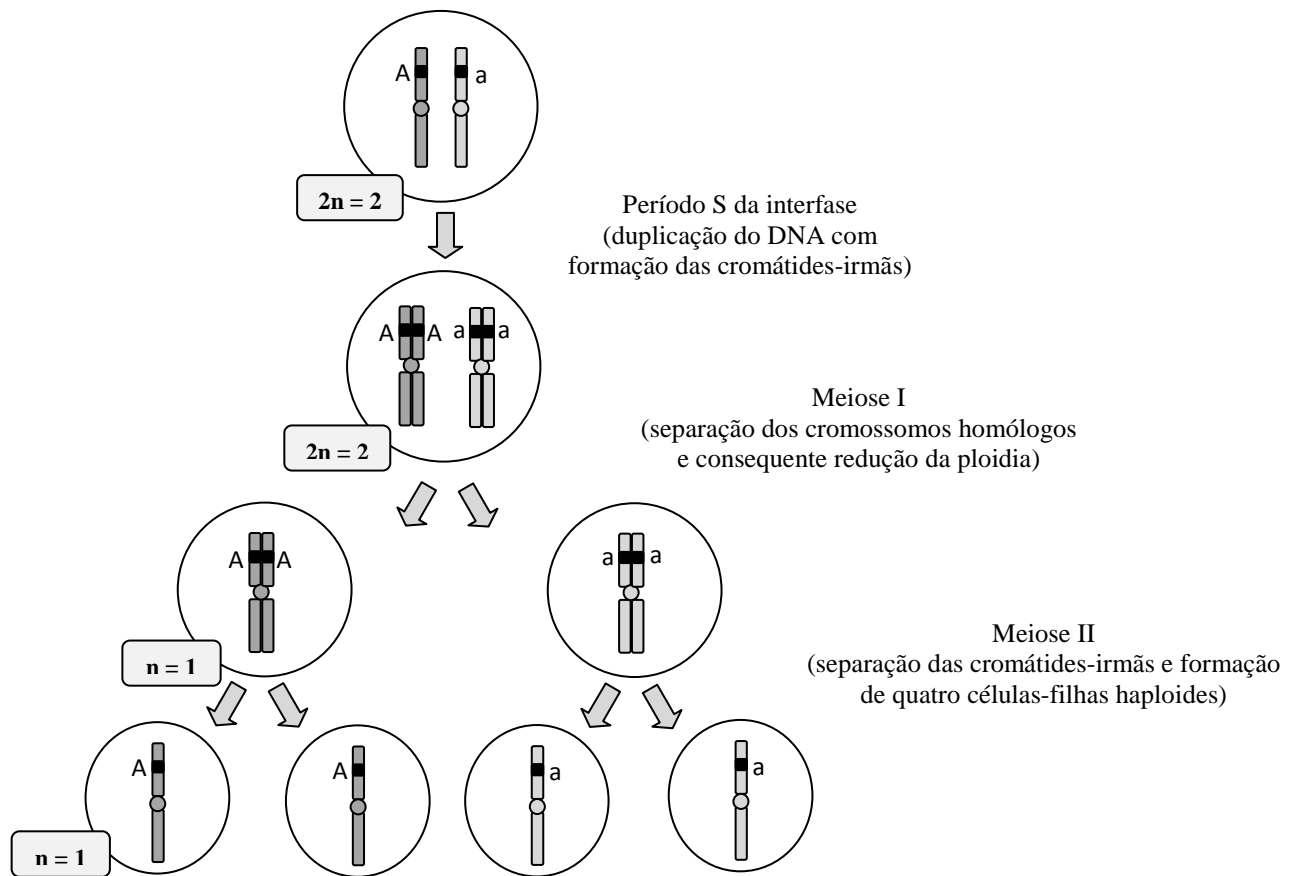 A a
2n = 2
Período S da interfase
(duplicação do DNA com
formação das cromátides-irmãs)
A A a a
2n = 2
Meiose I
(separação dos cromossomos homólogos
e consequente redução da ploidia)
A A a a
n = 1
Meiose II
(separação das cromátides-irmãs e formação
de quatro células-filhas haploides)
A A a a
n = 1